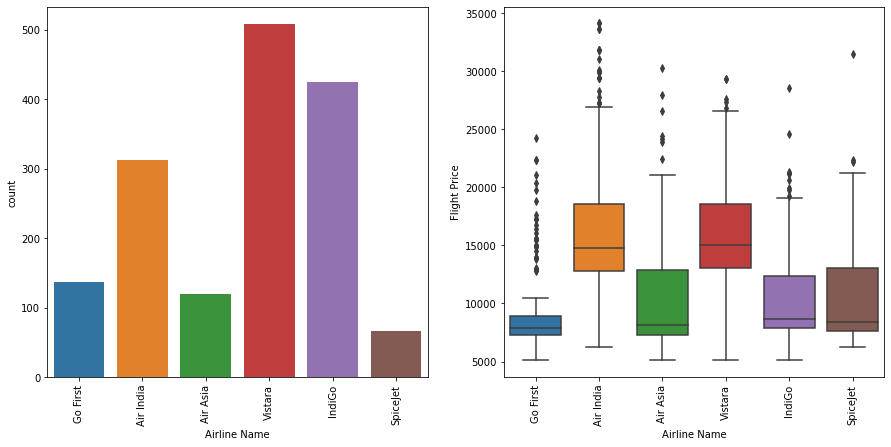 500
400
300
200
100
0
count
Go First
Air India
Air Asia
Vistara
IndiGo
SpiceJet
Airline Name
35000
30000
25000
20000
15000
10000
5000
Flight Price
Go First
Air India
Air Asia
Vistara
IndiGo
SpiceJet
Airline Name